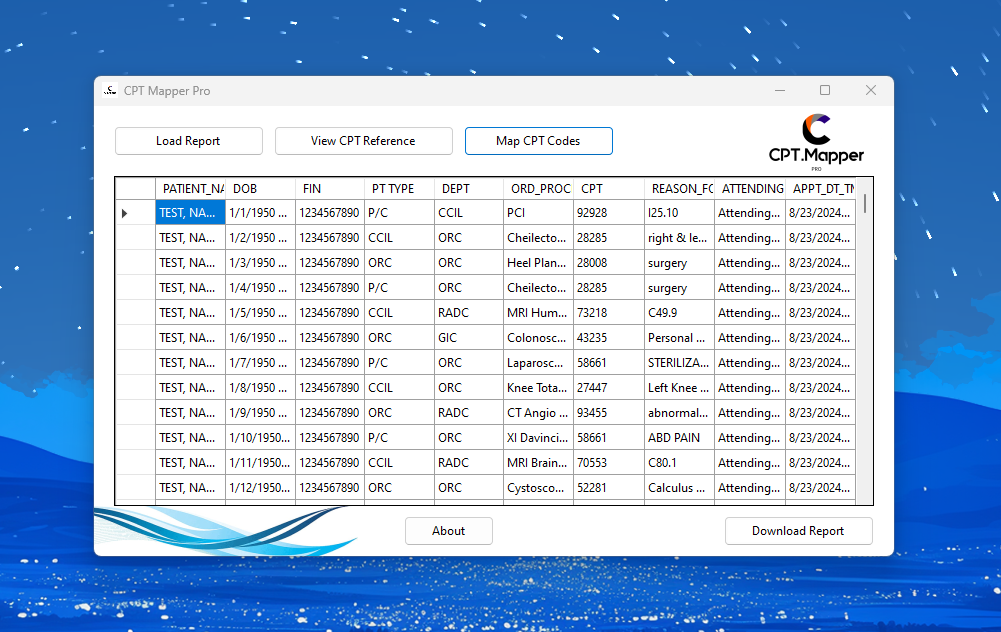 CPT Mapper Pro
Load Report View CPT Reference Map CPT Codes
CPT.Mapper
PRO
PATIENT_NA DOB FIN PT TYPE DEPT ORD_PROC CPT REASON_FO ATTENDING APPT_DT_TM
TEST, NA... 1/1/1950 ... 1234567890 P/C CCIL PCI 92928 I25.10 Attending... 8/23/2024...
TEST, NA... 1/2/1950 ... 1234567890 CCIL ORC Cheilecto... 28285 right & le... Attending... 8/23/2024...
TEST, NA... 1/3/1950 ... 1234567890 ORC ORC Heel Plan... 28008 surgery Attending... 8/23/2024...
TEST, NA... 1/4/1950 ... 1234567890 P/C ORC Cheilecto... 28285 surgery Attending... 8/23/2024...
TEST, NA... 1/5/1950 ... 1234567890 CCIL RADC MRI Hum... 73218 C49.9 Attending... 8/23/2024...
TEST, NA... 1/6/1950 ... 1234567890 ORC GIC Colonosc... 43235 Personal ... Attending... 8/23/2024...
TEST, NA... 1/7/1950 ... 1234567890 P/C ORC Laparosc... 58661 STERILIZA... Attending... 8/23/2024...
TEST, NA... 1/8/1950 ... 1234567890 CCIL ORC Knee Tota... 27447 Left Knee ... Attending... 8/23/2024...
TEST, NA... 1/9/1950 ... 1234567890 ORC RADC CT Angio ... 93455 abnormal... Attending... 8/23/2024...
TEST, NA... 1/10/1950... 1234567890 P/C ORC XI Davinci... 58661 ABD PAIN Attending... 8/23/2024...
TEST, NA... 1/11/1950... 1234567890 CCIL RADC MRI Brain... 70553 C80.1 Attending... 8/23/2024...
TEST, NA... 1/12/1950... 1234567890 ORC ORC Cystosco... 52281 Calculus ... Attending... 8/23/2024...
About Download Report